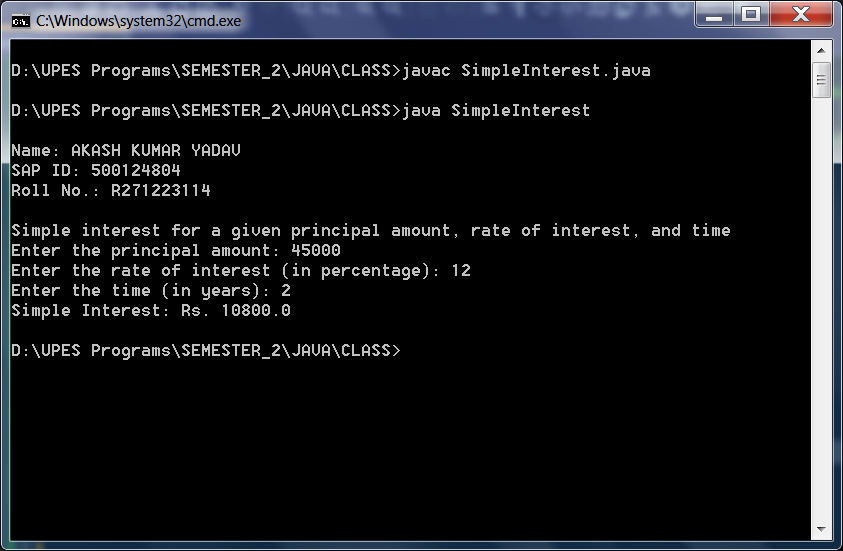 C:\Windows\system32\cmd.exe
D:\UPES Programs\SEMESTER_2\JAVA\CLASS>javac SimpleInterest.java
D:\UPES Programs\SEMESTER_2\JAVA\CLASS>java SimpleInterest
Name: AKASH KUMAR YADAV
SAP ID: 500124804
Roll No.: R271223114
Simple interest for a given principal amount, rate of interest, and time
Enter the principal amount: 45000
Enter the rate of interest (in percentage): 12
Enter the time (in years): 2
Simple Interest: Rs. 10800.0
D:\UPES Programs\SEMESTER_2\JAVA\CLASS>